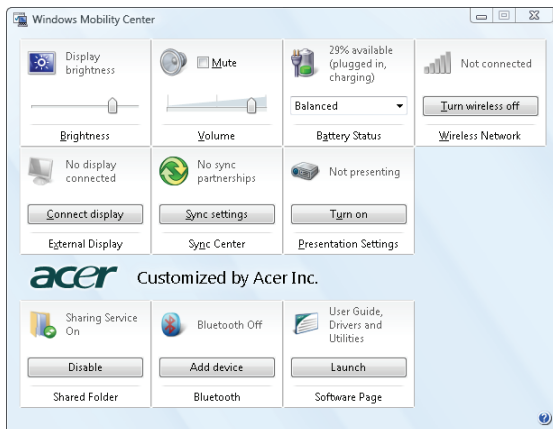 Windows Mobility Center
Display
brightness
Brightness
Mute
Volume
29% available
(plugged in,
charging)
Balanced
Battery Status
Not connected
Turn wireless off
Wireless Network
No display
connected
Connect display
External Display
No sync
partnerships
Sync settings
Sync Center
Not presenting
Turn on
Presentation Settings
acer Customized by Acer Inc.
Sharing Service
On
Disable
Shared Folder
Bluetooth Off
Add device
Bluetooth
User Guide,
Drivers and
Utilities
Launch
Software Page